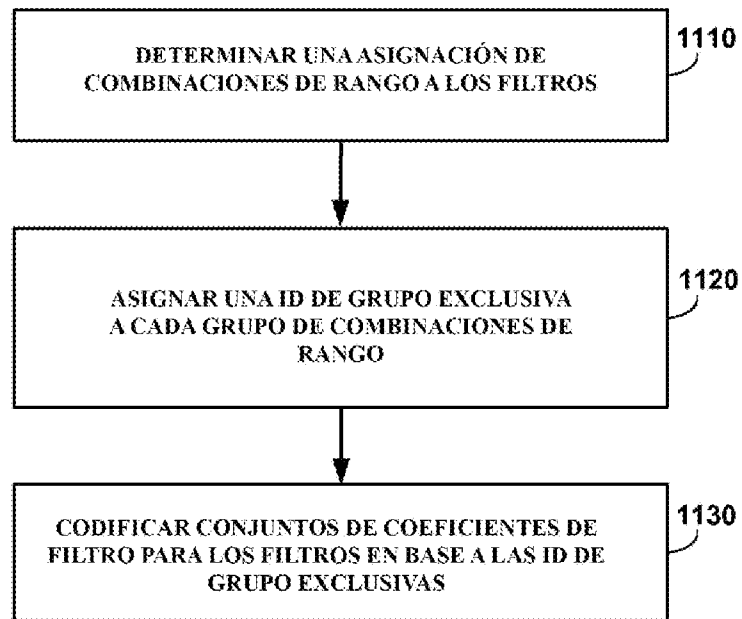 DETERMINAR UNA ASIGNACIÓN DE
COMBINACIONES DE RANGO A LOS FILTROS
1110
ASIGNAR UNA ID DE GRUPO EXCLUSIVA
A CADA GRUPO DE COMBINACIONES DE
RANGO
1120
CODIFICAR CONJUNTOS DE COEFICIENTES DE
FILTRO PARA LOS FILTROS EN BASE A LAS ID DE
GRUPO EXCLUSIVAS
1130